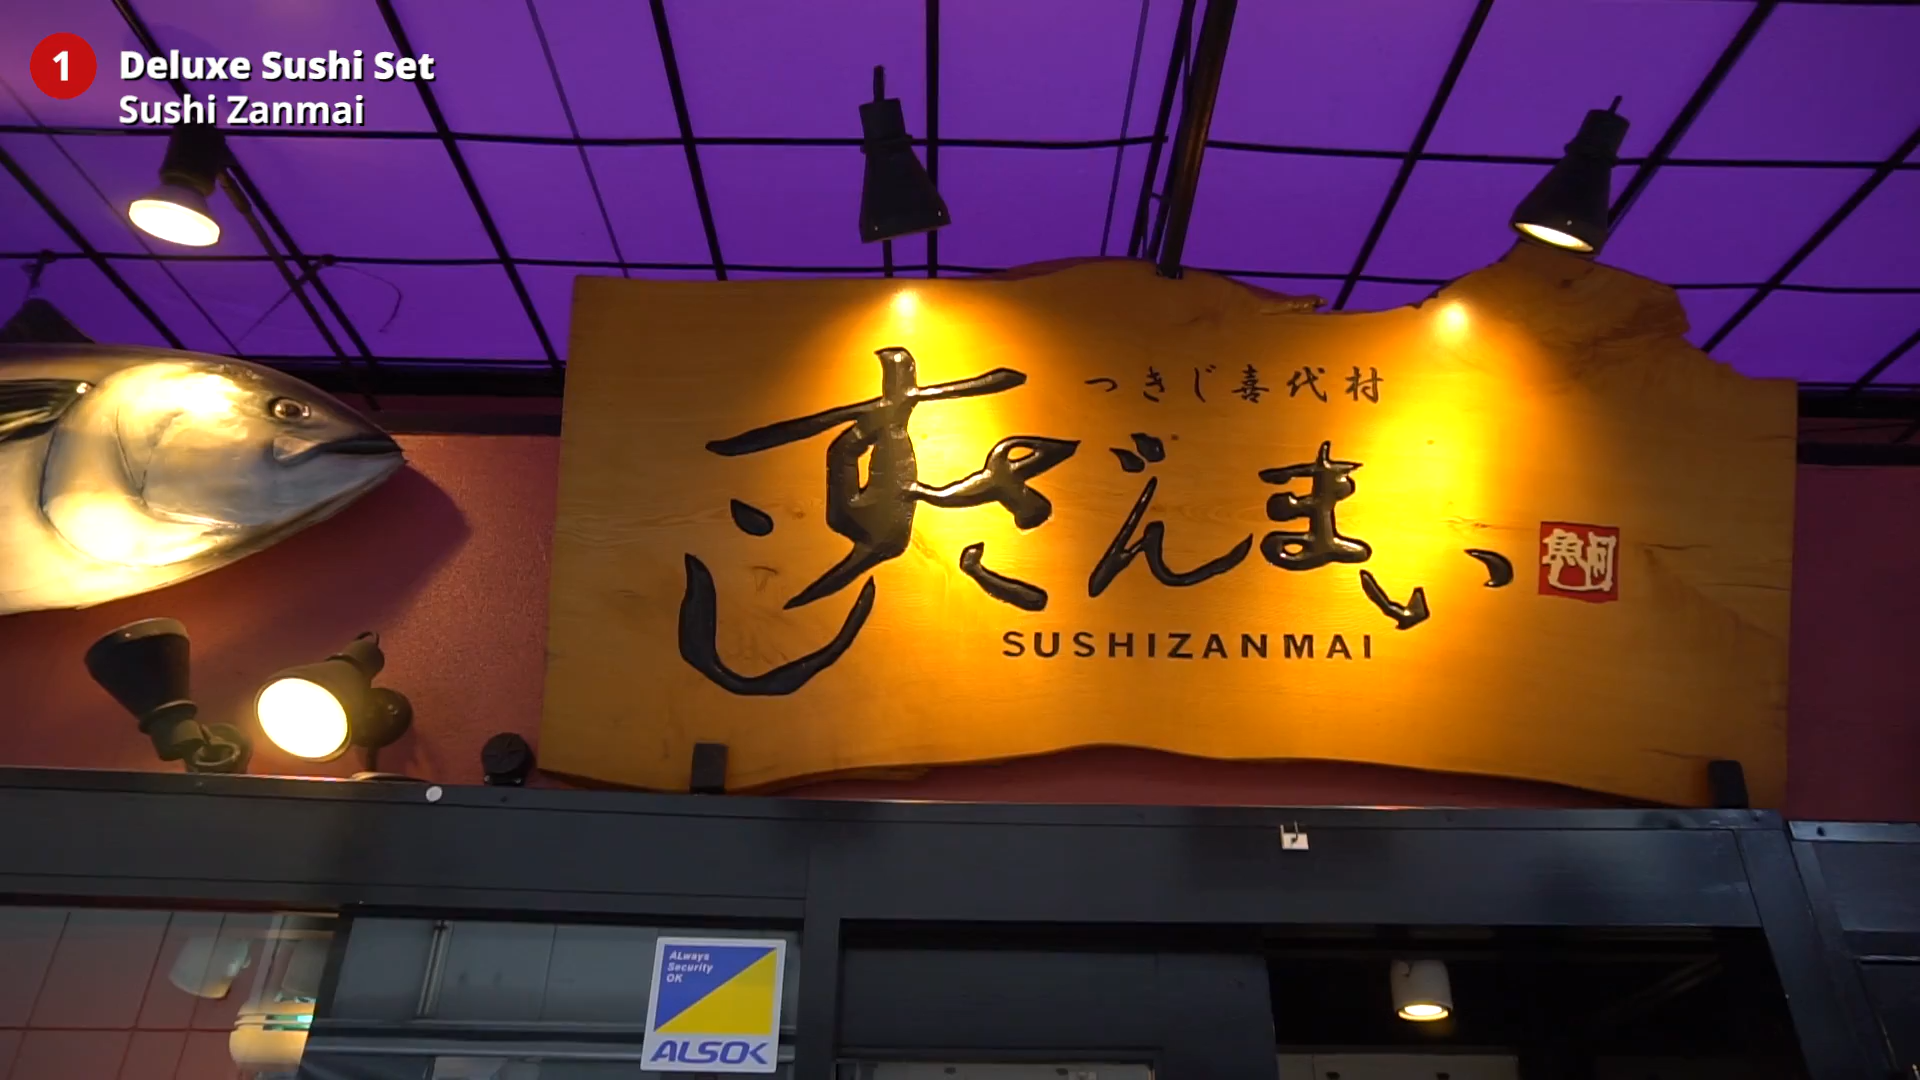 1
Deluxe Sushi Set
Sushi Zanmai
つきじ喜代村
すしざんまい
SUSHIZANMAI
ALways
Security
OK
ALSOK